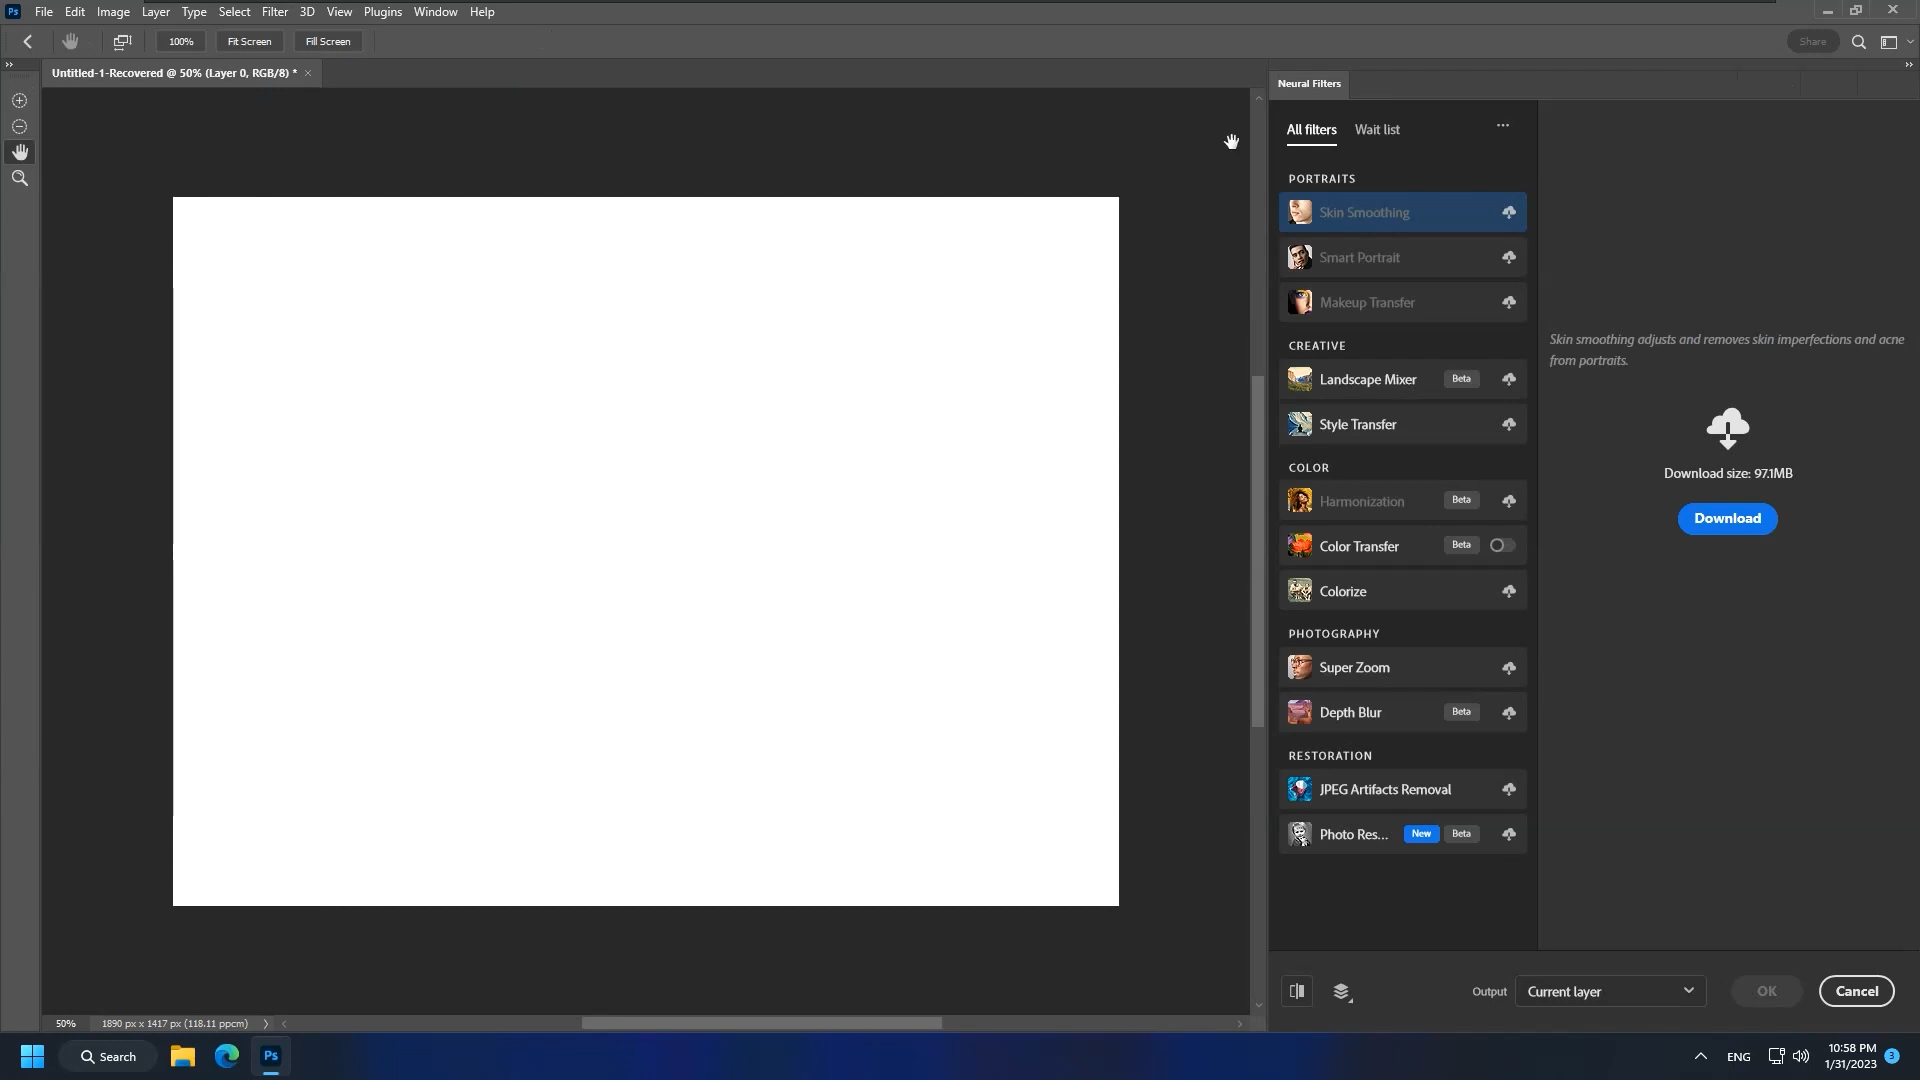 Ps File Edit Image Layer Type Select Filter 3D View Plugins Window Help
100% Fit Screen Fill Screen Share
Untitled-1-Recovered @ 50% (Layer 0, RGB/8) *
Neural Filters
All filters Wait list
PORTRAITS
Skin Smoothing
Smart Portrait
Makeup Transfer
CREATIVE
Landscape Mixer Beta
Style Transfer
COLOR
Harmonization Beta
Color Transfer Beta
Colorize
PHOTOGRAPHY
Super Zoom
Depth Blur Beta
RESTORATION
JPEG Artifacts Removal
Photo Res... New Beta
Skin smoothing adjusts and removes skin imperfections and acne
from portraits.
Download size: 97.1MB
Download
Output Current layer OK Cancel
50% 1890 px x 1417 px (118.11 ppcm)
Search Ps ENG 10:58 PM 3
1/31/2023